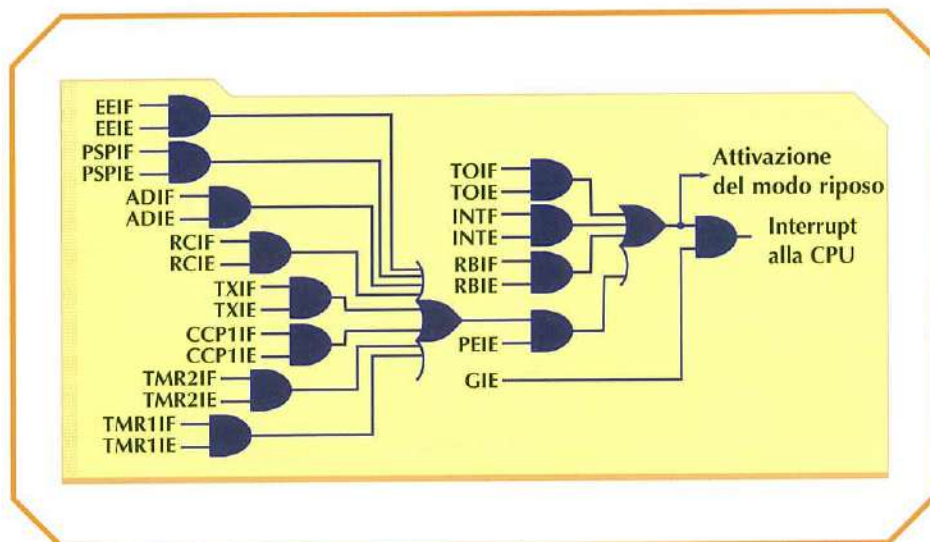 EEIF
EEIE
PSPIF
PSPIE
ADIF
ADIE
RCIF
RCIE
TXIF
TXIE
CCP1IF
CCP1IE
TMR2IF
TMR2IE
TMR1IF
TMR1IE
TOIF
TOIE
INTF
INTE
RBIF
RBIE
PEIE
GIE
Attivazione
del modo riposo
Interrupt
alla CPU